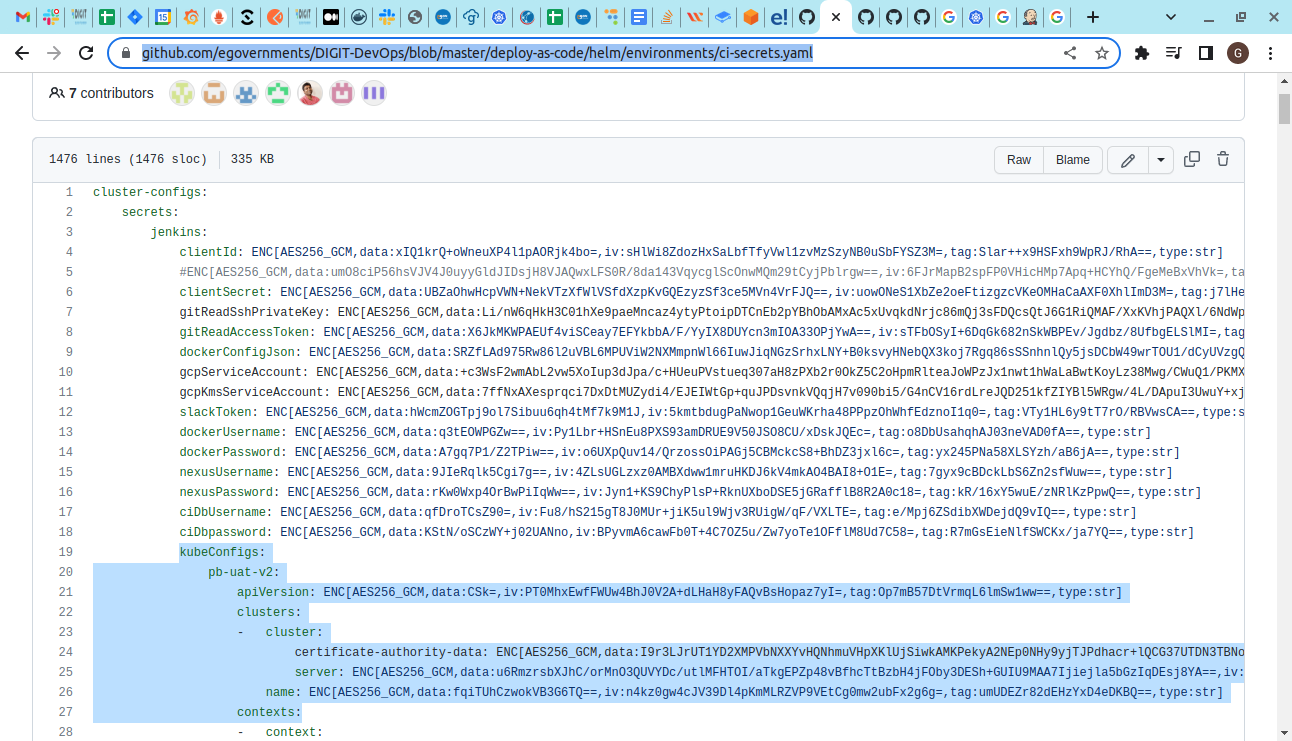 github.com/egovernments/DIGIT-DevOps/blob/master/deploy-as-code/helm/environments/ci-secrets.yaml
G
7 contributors
1476 lines (1476 sloc) 335 KB
Raw Blame
1 cluster-configs:
2 secrets:
3 jenkins:
4 clientId: ENC[AES256_GCM,data:xIQ1krQ+oWneuXP4l1pAORjk4bo=,iv:sHlWi8ZdozHxSaLbfTfyVwl1zvMzSzyNB0uSbFYSZ3M=,tag:Slar++x9HSFxh9WpRJ/RhA==,type:str]
5 #ENC[AES256_GCM,data:umO8ciP56hsVJV4J0uyyGldJIDsjH8VJAQwxLFS0R/8da143VqycglScOnwMQm29tCyjPblrgw==,iv:6FJrMapB2spFP0VHicHMp7Apq+HCYhQ/FgeMeBxVhVk=,ta
6 clientSecret: ENC[AES256_GCM,data:UBZaOhwHcpVWN+NekVTzXfWlVSfdXzpKvGQEzyzSf3ce5MVn4VrFJQ==,iv:uowONeS1XbZe2oeFtizgzcVKeOMHaCaAXF0XhlImD3M=,tag:j7lHe
7 gitReadSshPrivateKey: ENC[AES256_GCM,data:Li/nW6qHkH3C01hXe9paeMncaz4ytyPtoipDTCnEb2pYBhObAMxAc5xUvqkdNrjc86mQj3sFDQcsQtJ6G1RiQMAF/XxKVhjPAQXl/6NdWp
8 gitReadAccessToken: ENC[AES256_GCM,data:X6JkMKWPAEUf4viSCeay7EFYkbbA/F/YyIX8DUYcn3mIOA33OPjYwA==,iv:sTFbOSyI+6DqGk682nSkWBPEv/Jgdbz/8UfbgELSlMI=,tag
9 dockerConfigJson: ENC[AES256_GCM,data:SRZfLAd975Rw86l2uVBL6MPUViW2NXMmpnWl66IuwJiqNGzSrhxLNY+B0ksvyHNebQX3koj7Rgq86sSSnhnlQy5jsDCbW49wrTOU1/dCyUVzgQ
10 gcpServiceAccount: ENC[AES256_GCM,data:+c3WsF2wmAbL2vw5XoIup3dJpa/c+HUeuPVstueq307aH8zPXb2r0OkZ5C2oHpmRlteaJoWPzJx1nwt1hWaLaBwtKoyLz38Mwg/CWuQ1/PKMX
11 gcpKmsServiceAccount: ENC[AES256_GCM,data:7ffNxAXesprqci7DxDtMUZydi4/EJEIWtGp+quJPDsvnkVQqjH7v090bi5/G4nCV16rdLreJQD251kfZIYBl5WRgw/4L/DApuI3UwuY+xj
12 slackToken: ENC[AES256_GCM,data:hWcmZOGTpj9ol7Sibuu6qh4tMf7k9M1J,iv:5kmtbdugPaNwop1GeuWKrha48PPpzOhWhfEdznoI1q0=,tag:VTy1HL6y9tT7rO/RBVwsCA==,type:s
13 dockerUsername: ENC[AES256_GCM,data:q3tEOWPGZw==,iv:Py1Lbr+HSnEu8PXS93amDRUE9V50JSO8CU/xDskJQEc=,tag:o8DbUsahqhAJ03neVAD0fA==,type:str]
14 dockerPassword: ENC[AES256_GCM,data:A7gq7P1/Z2TPiw==,iv:o6UXpQuv14/QrzossOiPAGj5CBMckcS8+BhDZ3jxl6c=,tag:yx245PNa58XLSYzh/aB6jA==,type:str]
15 nexusUsername: ENC[AES256_GCM,data:9JIeRqlk5Cgi7g==,iv:4ZLsUGLzxz0AMBXdww1mruHKDJ6kV4mkAO4BAI8+O1E=,tag:7gyx9cBDckLbS6Zn2sfWuw==,type:str]
16 nexusPassword: ENC[AES256_GCM,data:rKw0Wxp4OrBwPiIqWw==,iv:Jyn1+KS9ChyPlsP+RknUXboDSE5jGRafflB8R2A0c18=,tag:kR/16xY5wuE/zNRlKzPpwQ==,type:str]
17 ciDbUsername: ENC[AES256_GCM,data:qfDroTCsZ90=,iv:Fu8/hS215gT8J0MUr+jiK5ul9Wjv3RUigW/qF/VXLTE=,tag:e/Mpj6ZSdibXWDejdQ9vIQ==,type:str]
18 ciDbpassword: ENC[AES256_GCM,data:KStN/oSCzWY+j02UANno,iv:BPyvmA6cawFb0T+4C7OZ5u/Zw7yoTe1OFflM8Ud7C58=,tag:R7mGsEieNlfSWCKx/ja7YQ==,type:str]
19 kubeConfigs:
20 pb-uat-v2:
21 apiVersion: ENC[AES256_GCM,data:CSk=,iv:PT0MhxEwfFWUw4BhJ0V2A+dLHaH8yFAQvBsHopaz7yI=,tag:Op7mB57DtVrmqL6lmSw1ww==,type:str]
22 clusters:
23 - cluster:
24 certificate-authority-data: ENC[AES256_GCM,data:I9r3LJrUT1YD2XMPVbNXXYvHQNhmuVHpXKlUjSiwkAMKPekyA2NEp0NHy9yjTJPdhacr+lQCG37UTDN3TBNo
25 server: ENC[AES256_GCM,data:u6RmzrsbXJhC/orMnO3QUVYDc/utlMFHTOI/aTkgEPZp48vBfhcTtBzbH4jFOby3DESh+GUIU9MAA7Ijiejla5bGzIqDEsj8YA==,iv:
26 name: ENC[AES256_GCM,data:fqiTUhCzwokVB3G6TQ==,iv:n4kz0gw4cJV39Dl4pKmMLRZVP9VEtCg0mw2ubFx2g6g=,tag:umUDEZr82dEHzYxD4eDKBQ==,type:str]
27 contexts:
28 - context: